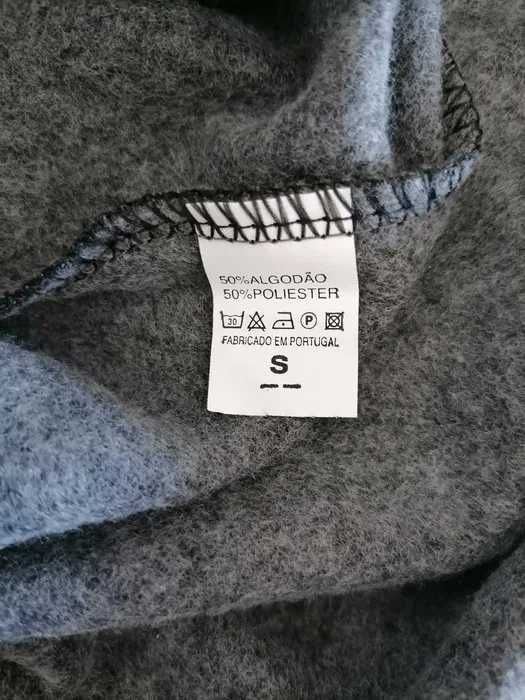 50%ALGODÃO
50%POLIESTER
30 P
FABRICADO EM PORTUGAL
S